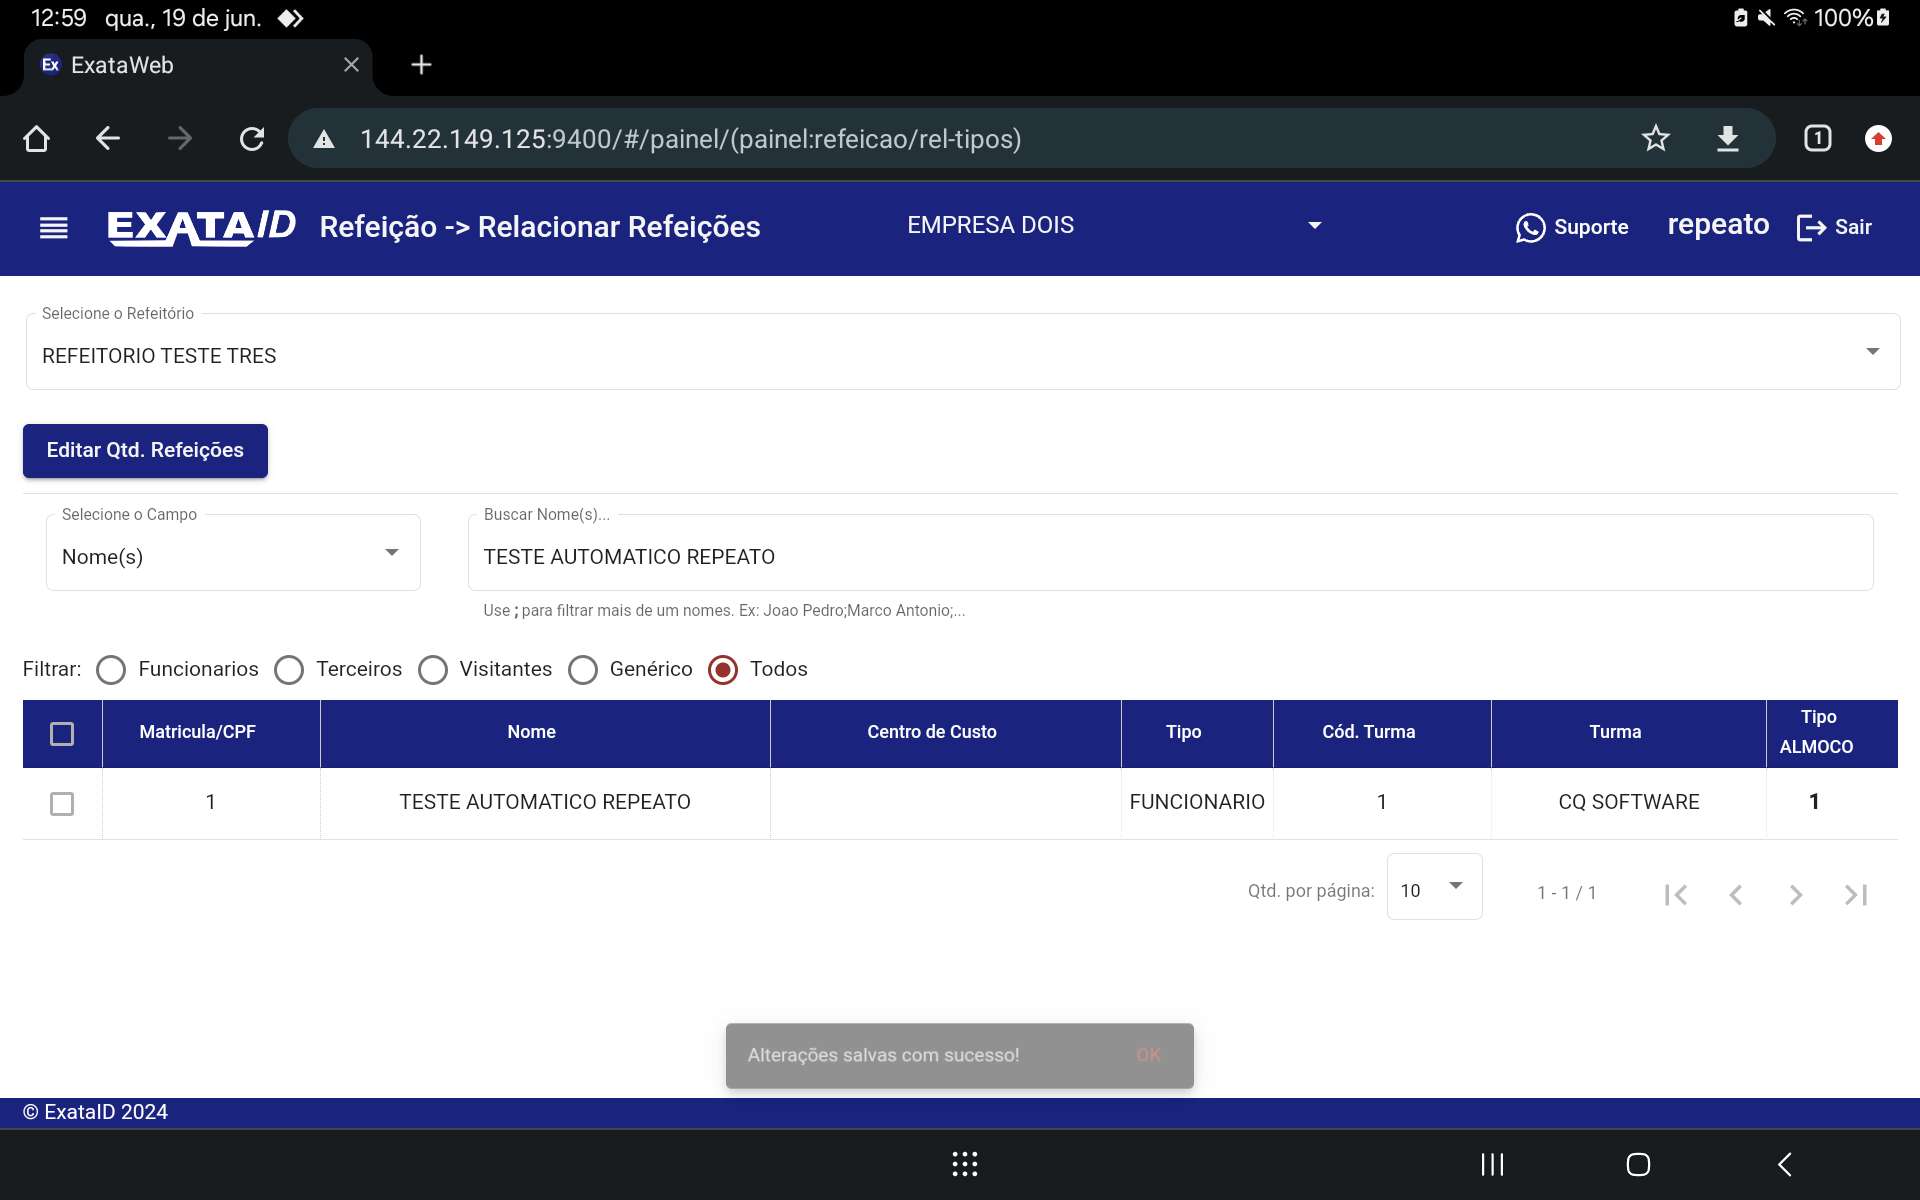 12:59 qua., 19 de jun. 100%
Ex ExataWeb
144.22.149.125:9400/#/painel/(painel:refeicao/rel-tipos) 1
EXATAID Refeição -> Relacionar Refeições EMPRESA DOIS Suporte repeato Sair
Selecione o Refeitório
REFEITORIO TESTE TRES
Editar Qtd. Refeições
Selecione o Campo Buscar Nome(s)...
Nome(s) TESTE AUTOMATICO REPEATO
Use ; para filtrar mais de um nomes. Ex: Joao Pedro;Marco Antonio;...
Filtrar: Funcionarios Terceiros Visitantes Genérico Todos
Matricula/CPF Nome Centro de Custo Tipo Cód. Turma Turma Tipo ALMOCO
1 TESTE AUTOMATICO REPEATO FUNCIONARIO 1 CQ SOFTWARE 1
Qtd. por página: 10 1 - 1 / 1
Alterações salvas com sucesso! OK
© ExataID 2024